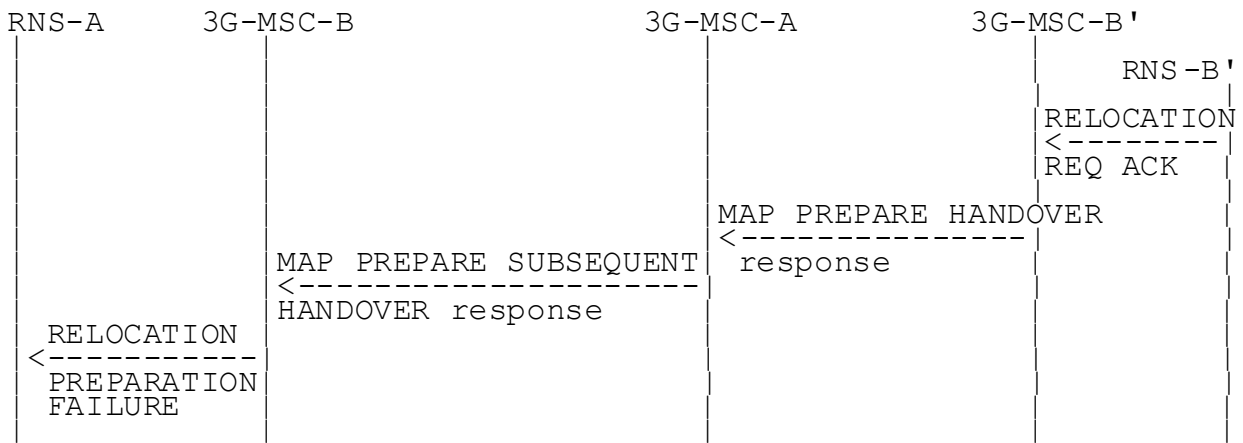 RNS-A 3G-MSC-B 3G-MSC-A 3G-MSC-B'
RNS-B'
RELOCATION
REQ ACK
MAP PREPARE HANDOVER
response
MAP PREPARE SUBSEQUENT
HANDOVER response
RELOCATION
PREPARATION
FAILURE